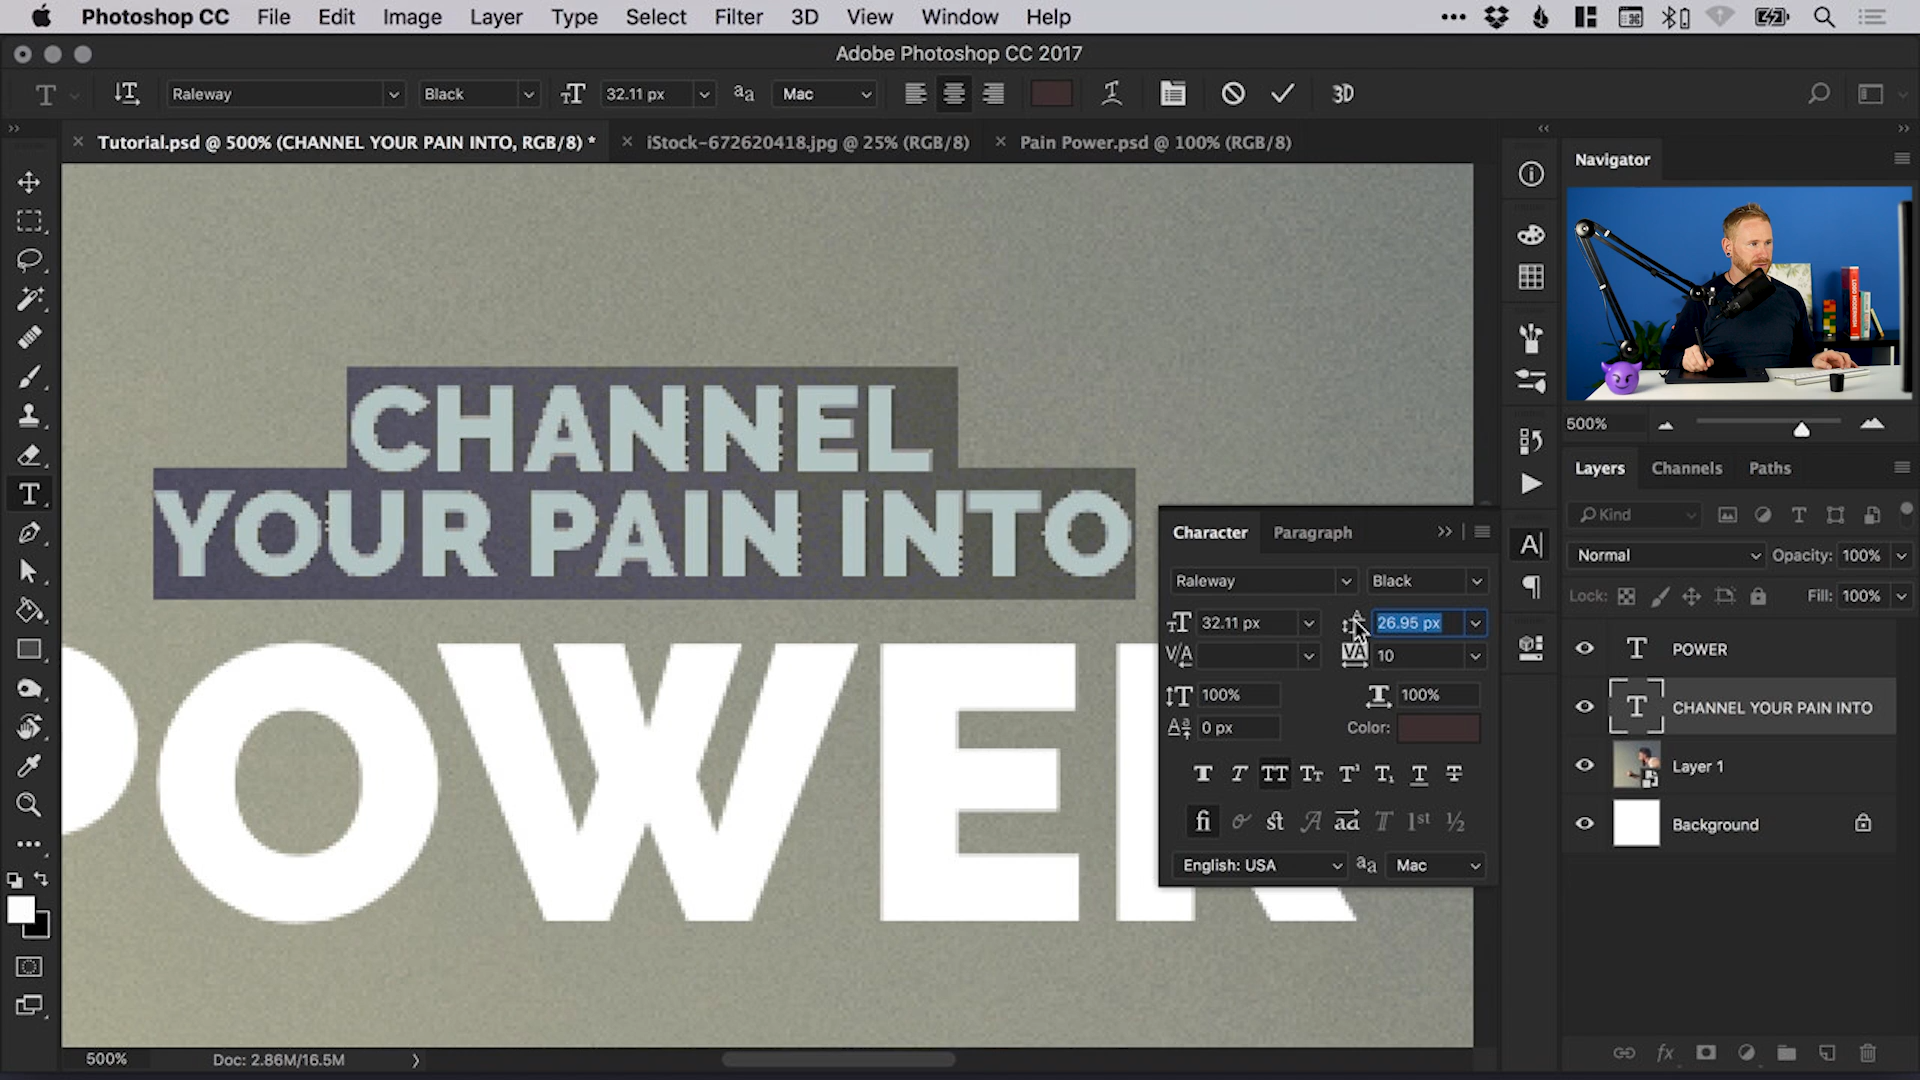 Photoshop CC File Edit Image Layer Type Select Filter 3D View Window Help
Adobe Photoshop CC 2017
Raleway Black 32.11 px Mac 3D
Tutorial.psd @ 500% (CHANNEL YOUR PAIN INTO, RGB/8) * iStock-672620418.jpg @ 25% (RGB/8) Pain Power.psd @ 100% (RGB/8)
Navigator
500%
Layers Channels Paths
Kind
Normal Opacity: 100%
Lock: Fill: 100%
POWER
CHANNEL YOUR PAIN INTO
Layer 1
Background
CHANNEL
YOUR PAIN INTO
POWER
Character Paragraph
Raleway Black
32.11 px 26.95 px
10
100% 100%
0 px Color:
English: USA Mac
500% Doc: 2.86M/16.5M